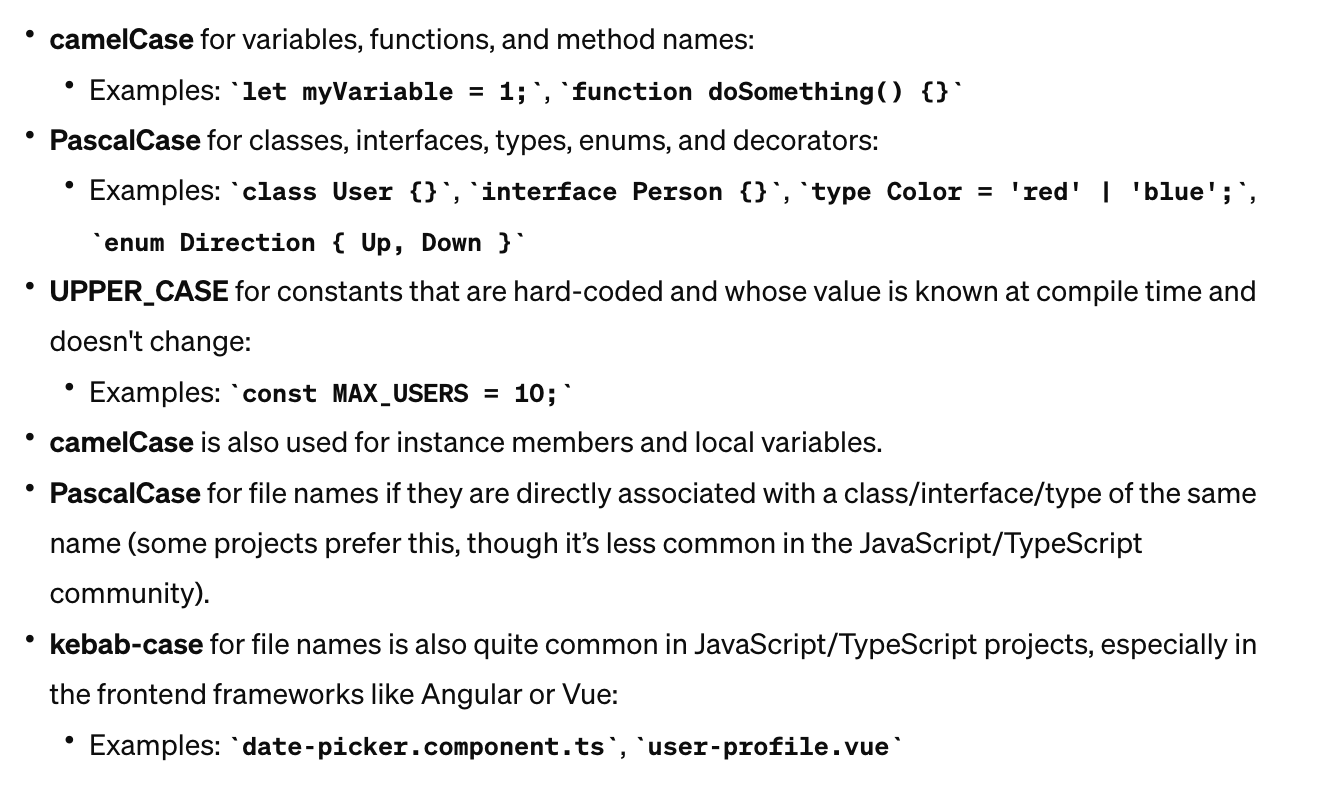 • camelCase for variables, functions, and method names:
• Examples: `let myVariable = 1;`, `function doSomething() {}`
• PascalCase for classes, interfaces, types, enums, and decorators:
• Examples: `class User {}`, `interface Person {}`, `type Color = 'red' | 'blue';`,
`enum Direction { Up, Down }`
• UPPER_CASE for constants that are hard-coded and whose value is known at compile time and
doesn't change:
• Examples: `const MAX_USERS = 10;`
• camelCase is also used for instance members and local variables.
• PascalCase for file names if they are directly associated with a class/interface/type of the same
name (some projects prefer this, though it’s less common in the JavaScript/TypeScript
community).
• kebab-case for file names is also quite common in JavaScript/TypeScript projects, especially in
the frontend frameworks like Angular or Vue:
• Examples: `date-picker.component.ts`, `user-profile.vue`